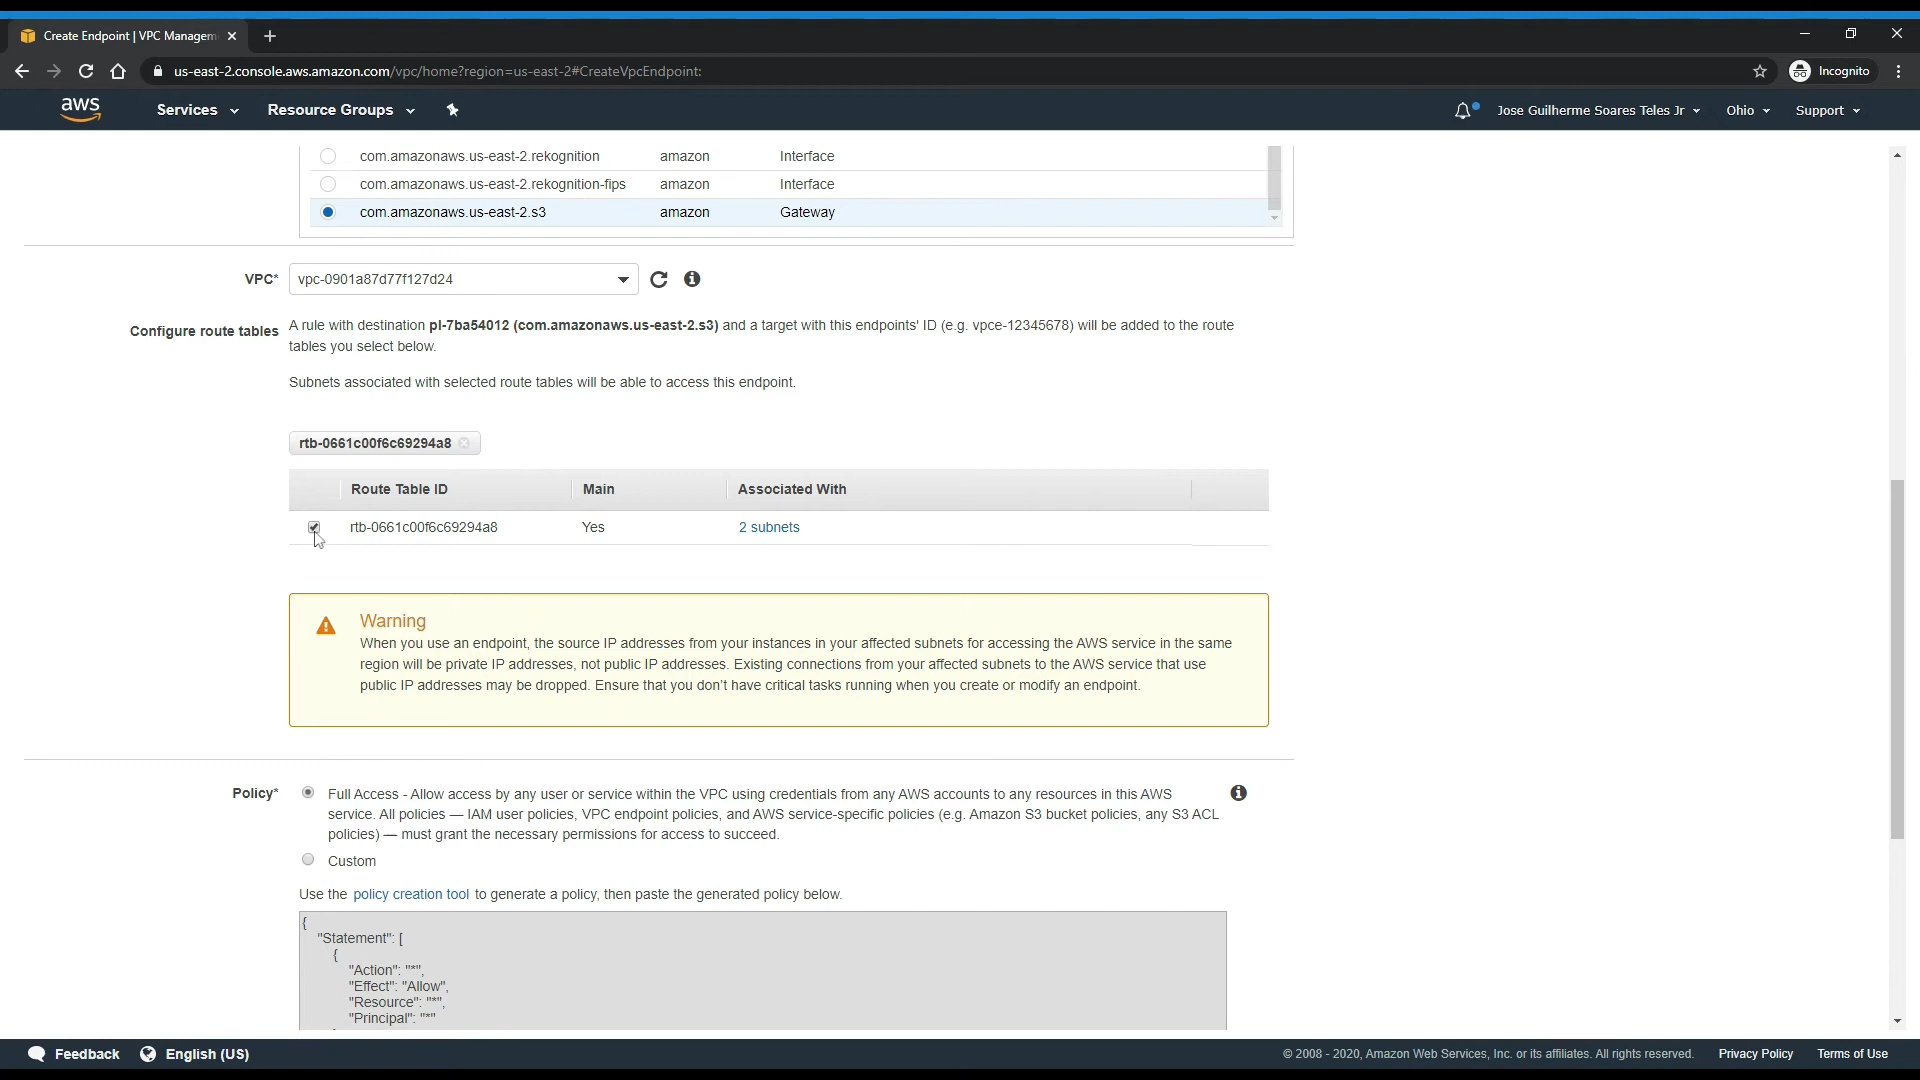 Create Endpoint | VPC Managem
us-east-2.console.aws.amazon.com/vpc/home?region=us-east-2#CreateVpcEndpoint:
Incognito
aws
Services
Resource Groups
Jose Guilherme Soares Teles Jr
Ohio
Support
com.amazonaws.us-east-2.rekognition amazon Interface
com.amazonaws.us-east-2.rekognition-fips amazon Interface
com.amazonaws.us-east-2.s3 amazon Gateway
VPC* vpc-0901a87d77f127d24
Configure route tables
A rule with destination pl-7ba54012 (com.amazonaws.us-east-2.s3) and a target with this endpoints' ID (e.g. vpce-12345678) will be added to the route
tables you select below.
Subnets associated with selected route tables will be able to access this endpoint.
rtb-0661c00f6c69294a8
Route Table ID Main Associated With
rtb-0661c00f6c69294a8 Yes 2 subnets
Warning
When you use an endpoint, the source IP addresses from your instances in your affected subnets for accessing the AWS service in the same
region will be private IP addresses, not public IP addresses. Existing connections from your affected subnets to the AWS service that use
public IP addresses may be dropped. Ensure that you don't have critical tasks running when you create or modify an endpoint.
Policy*
Full Access - Allow access by any user or service within the VPC using credentials from any AWS accounts to any resources in this AWS
service. All policies — IAM user policies, VPC endpoint policies, and AWS service-specific policies (e.g. Amazon S3 bucket policies, any S3 ACL
policies) — must grant the necessary permissions for access to succeed.
Custom
Use the policy creation tool to generate a policy, then paste the generated policy below.
{
"Statement": [
{
"Action": "*",
"Effect": "Allow",
"Resource": "*",
"Principal": "*"
Feedback
English (US)
© 2008 - 2020, Amazon Web Services, Inc. or its affiliates. All rights reserved.
Privacy Policy
Terms of Use